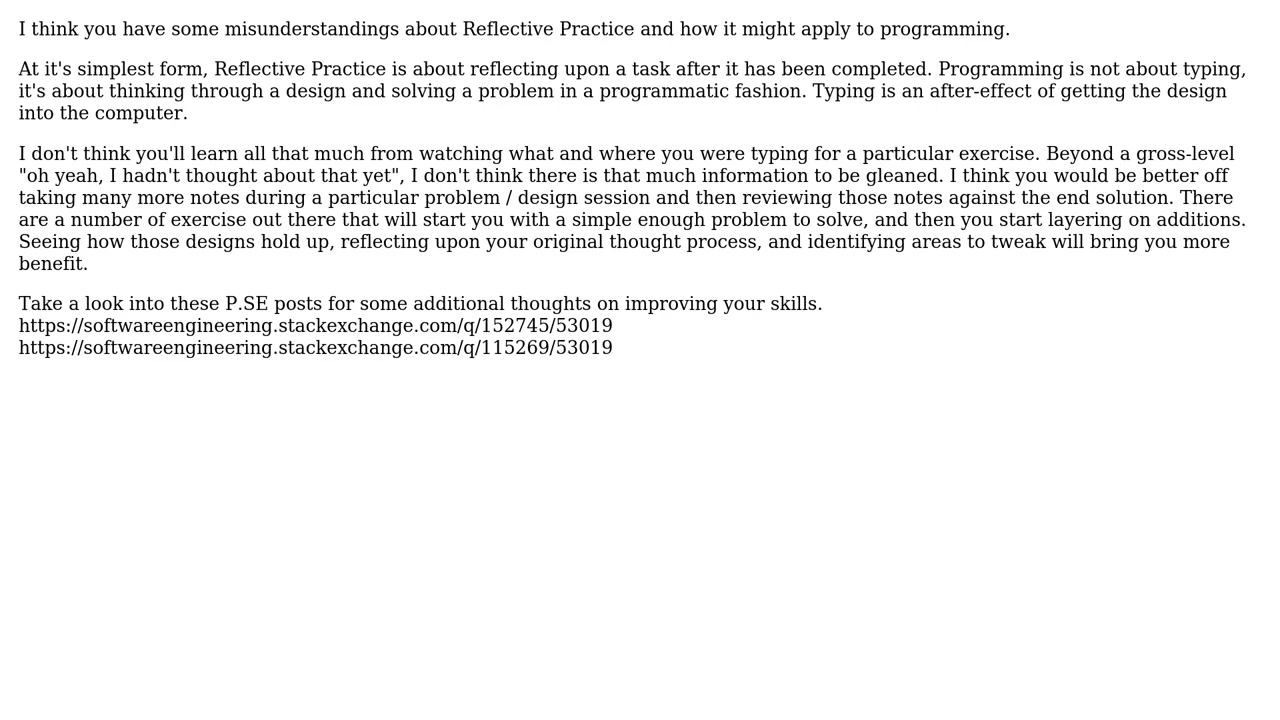 I think you have some misunderstandings about Reflective Practice and how it might apply to programming.
At it's simplest form, Reflective Practice is about reflecting upon a task after it has been completed. Programming is not about typing,
it's about thinking through a design and solving a problem in a programmatic fashion. Typing is an after-effect of getting the design
into the computer.
I don't think you'll learn all that much from watching what and where you were typing for a particular exercise. Beyond a gross-level
"oh yeah, I hadn't thought about that yet", I don't think there is that much information to be gleaned. I think you would be better off
taking many more notes during a particular problem / design session and then reviewing those notes against the end solution. There
are a number of exercise out there that will start you with a simple enough problem to solve, and then you start layering on additions.
Seeing how those designs hold up, reflecting upon your original thought process, and identifying areas to tweak will bring you more
benefit.
Take a look into these P.SE posts for some additional thoughts on improving your skills.
https://softwareengineering.stackexchange.com/q/152745/53019
https://softwareengineering.stackexchange.com/q/115269/53019